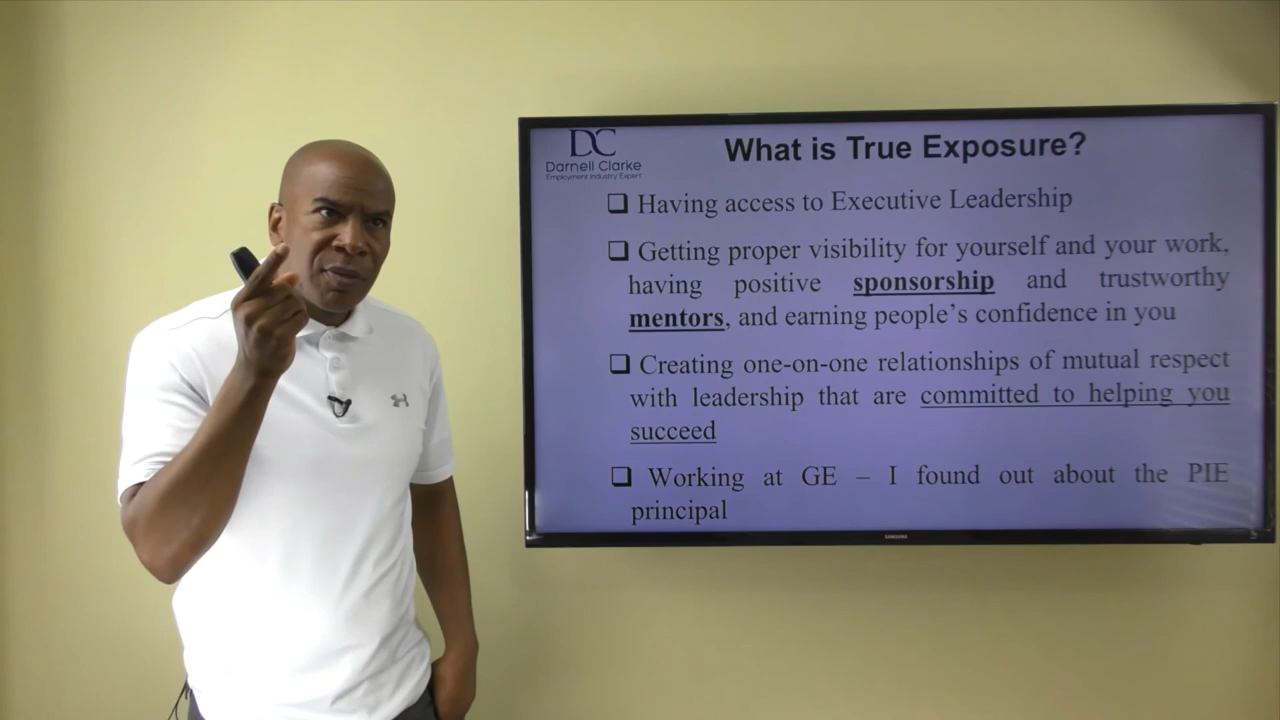 DC
Darnell Clarke
Employment Industry Expert
What is True Exposure?
Having access to Executive Leadership
Getting proper visibility for yourself and your work,
having positive sponsorship and trustworthy
mentors, and earning people's confidence in you
Creating one-on-one relationships of mutual respect
with leadership that are committed to helping you
succeed
Working at GE – I found out about the PIE
principal
SAMSUNG